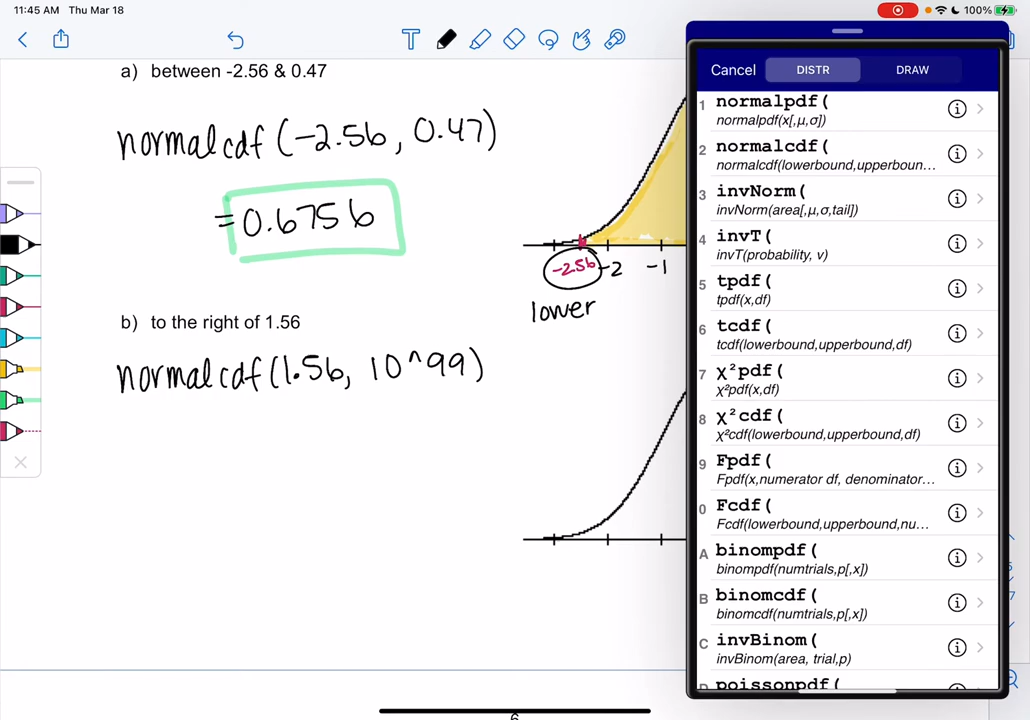 11:45 AM Thu Mar 18
100%
T
a) between -2.56 & 0.47
normalcdf (-2.56, 0.47)
= 0.6756
-2.56 -2 -1
lower
b) to the right of 1.56
normalcdf (1.56, 10^99)
6
Cancel DISTR DRAW
1 normalpdf(
normalpdf(x[,μ,σ])
2 normalcdf(
normalcdf(lowerbound,upperboun...
3 invNorm(
invNorm(area[,μ,σ,tail])
4 invT(
invT(probability, v)
5 tpdf(
tpdf(x,df)
6 tcdf(
tcdf(lowerbound,upperbound,df)
7 χ²pdf(
χ²pdf(x,df)
8 χ²cdf(
χ²cdf(lowerbound,upperbound,df)
9 Fpdf(
Fpdf(x,numerator df, denominator...
0 Fcdf(
Fcdf(lowerbound,upperbound,nu...
A binompdf(
binompdf(numtrials,p[,x])
B binomcdf(
binomcdf(numtrials,p[,x])
C invBinom(
invBinom(area, trial,p)
D poissonpdf(